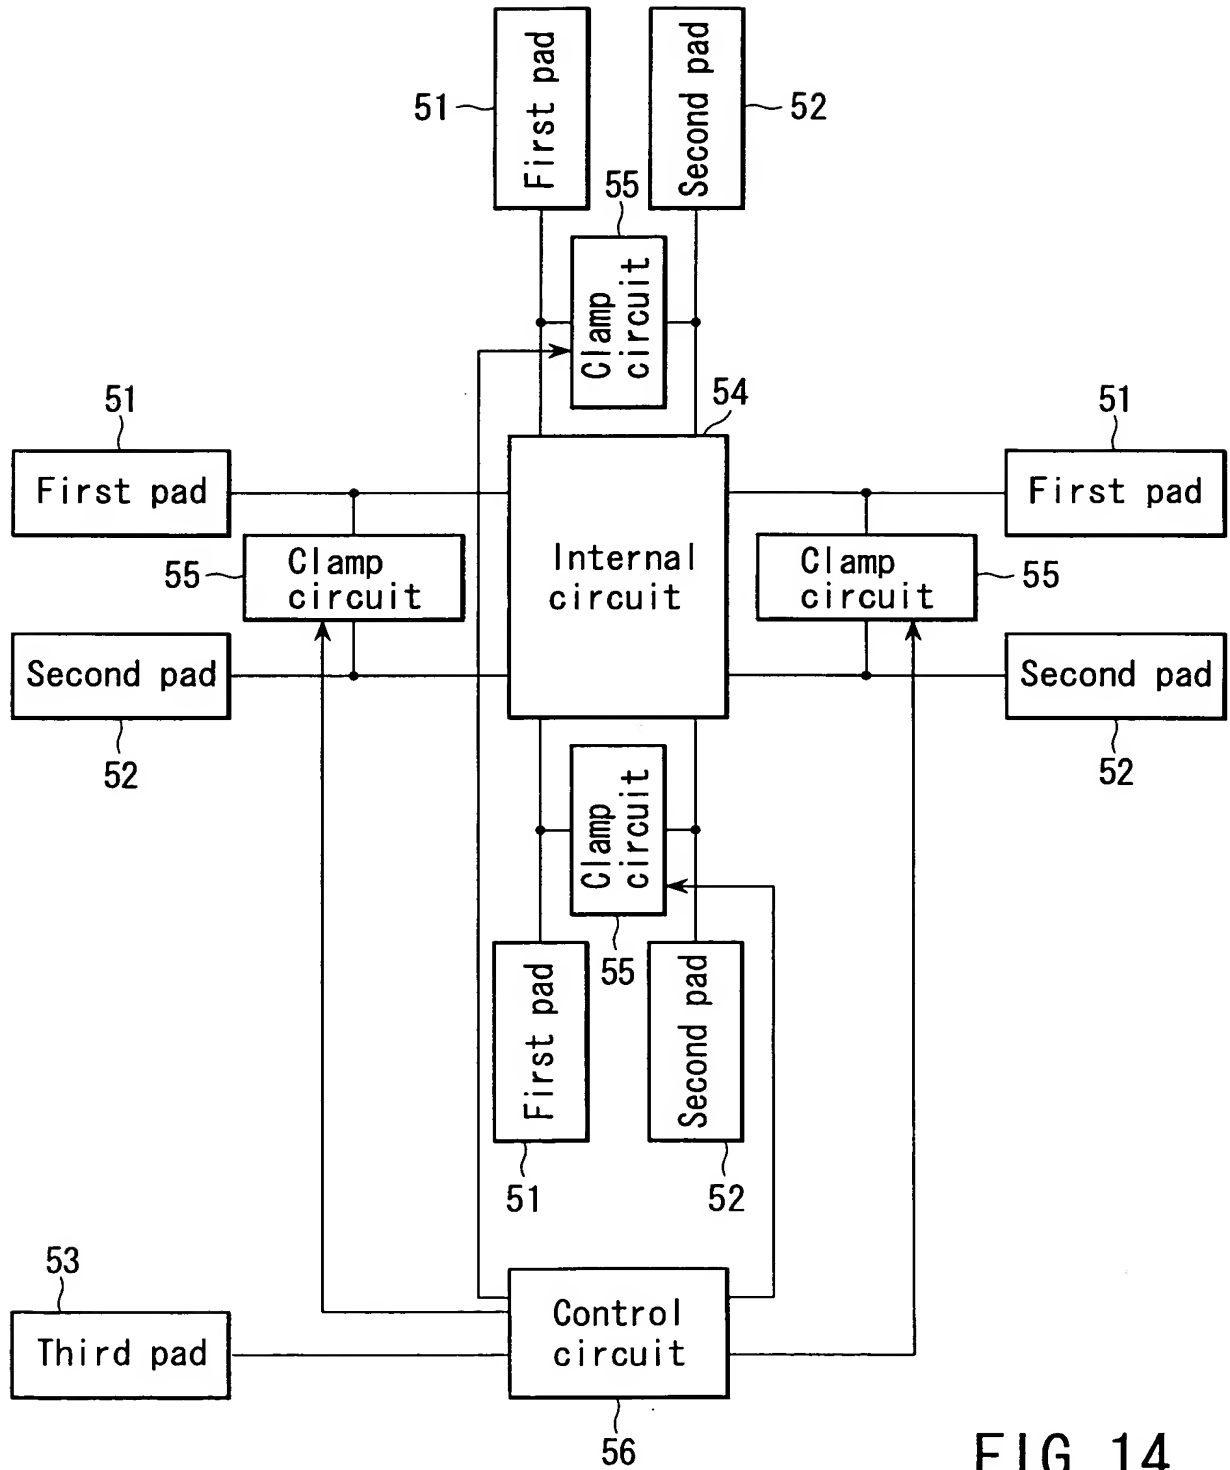 51
First pad
Second pad
52
55
Clamp
circuit
51
First pad
54
51
First pad
55
Clamp
circuit
Internal
circuit
Clamp
circuit
55
Second pad
52
Second pad
52
Clamp
circuit
55
First pad
51
Second pad
52
53
Third pad
Control
circuit
56
FIG. 14